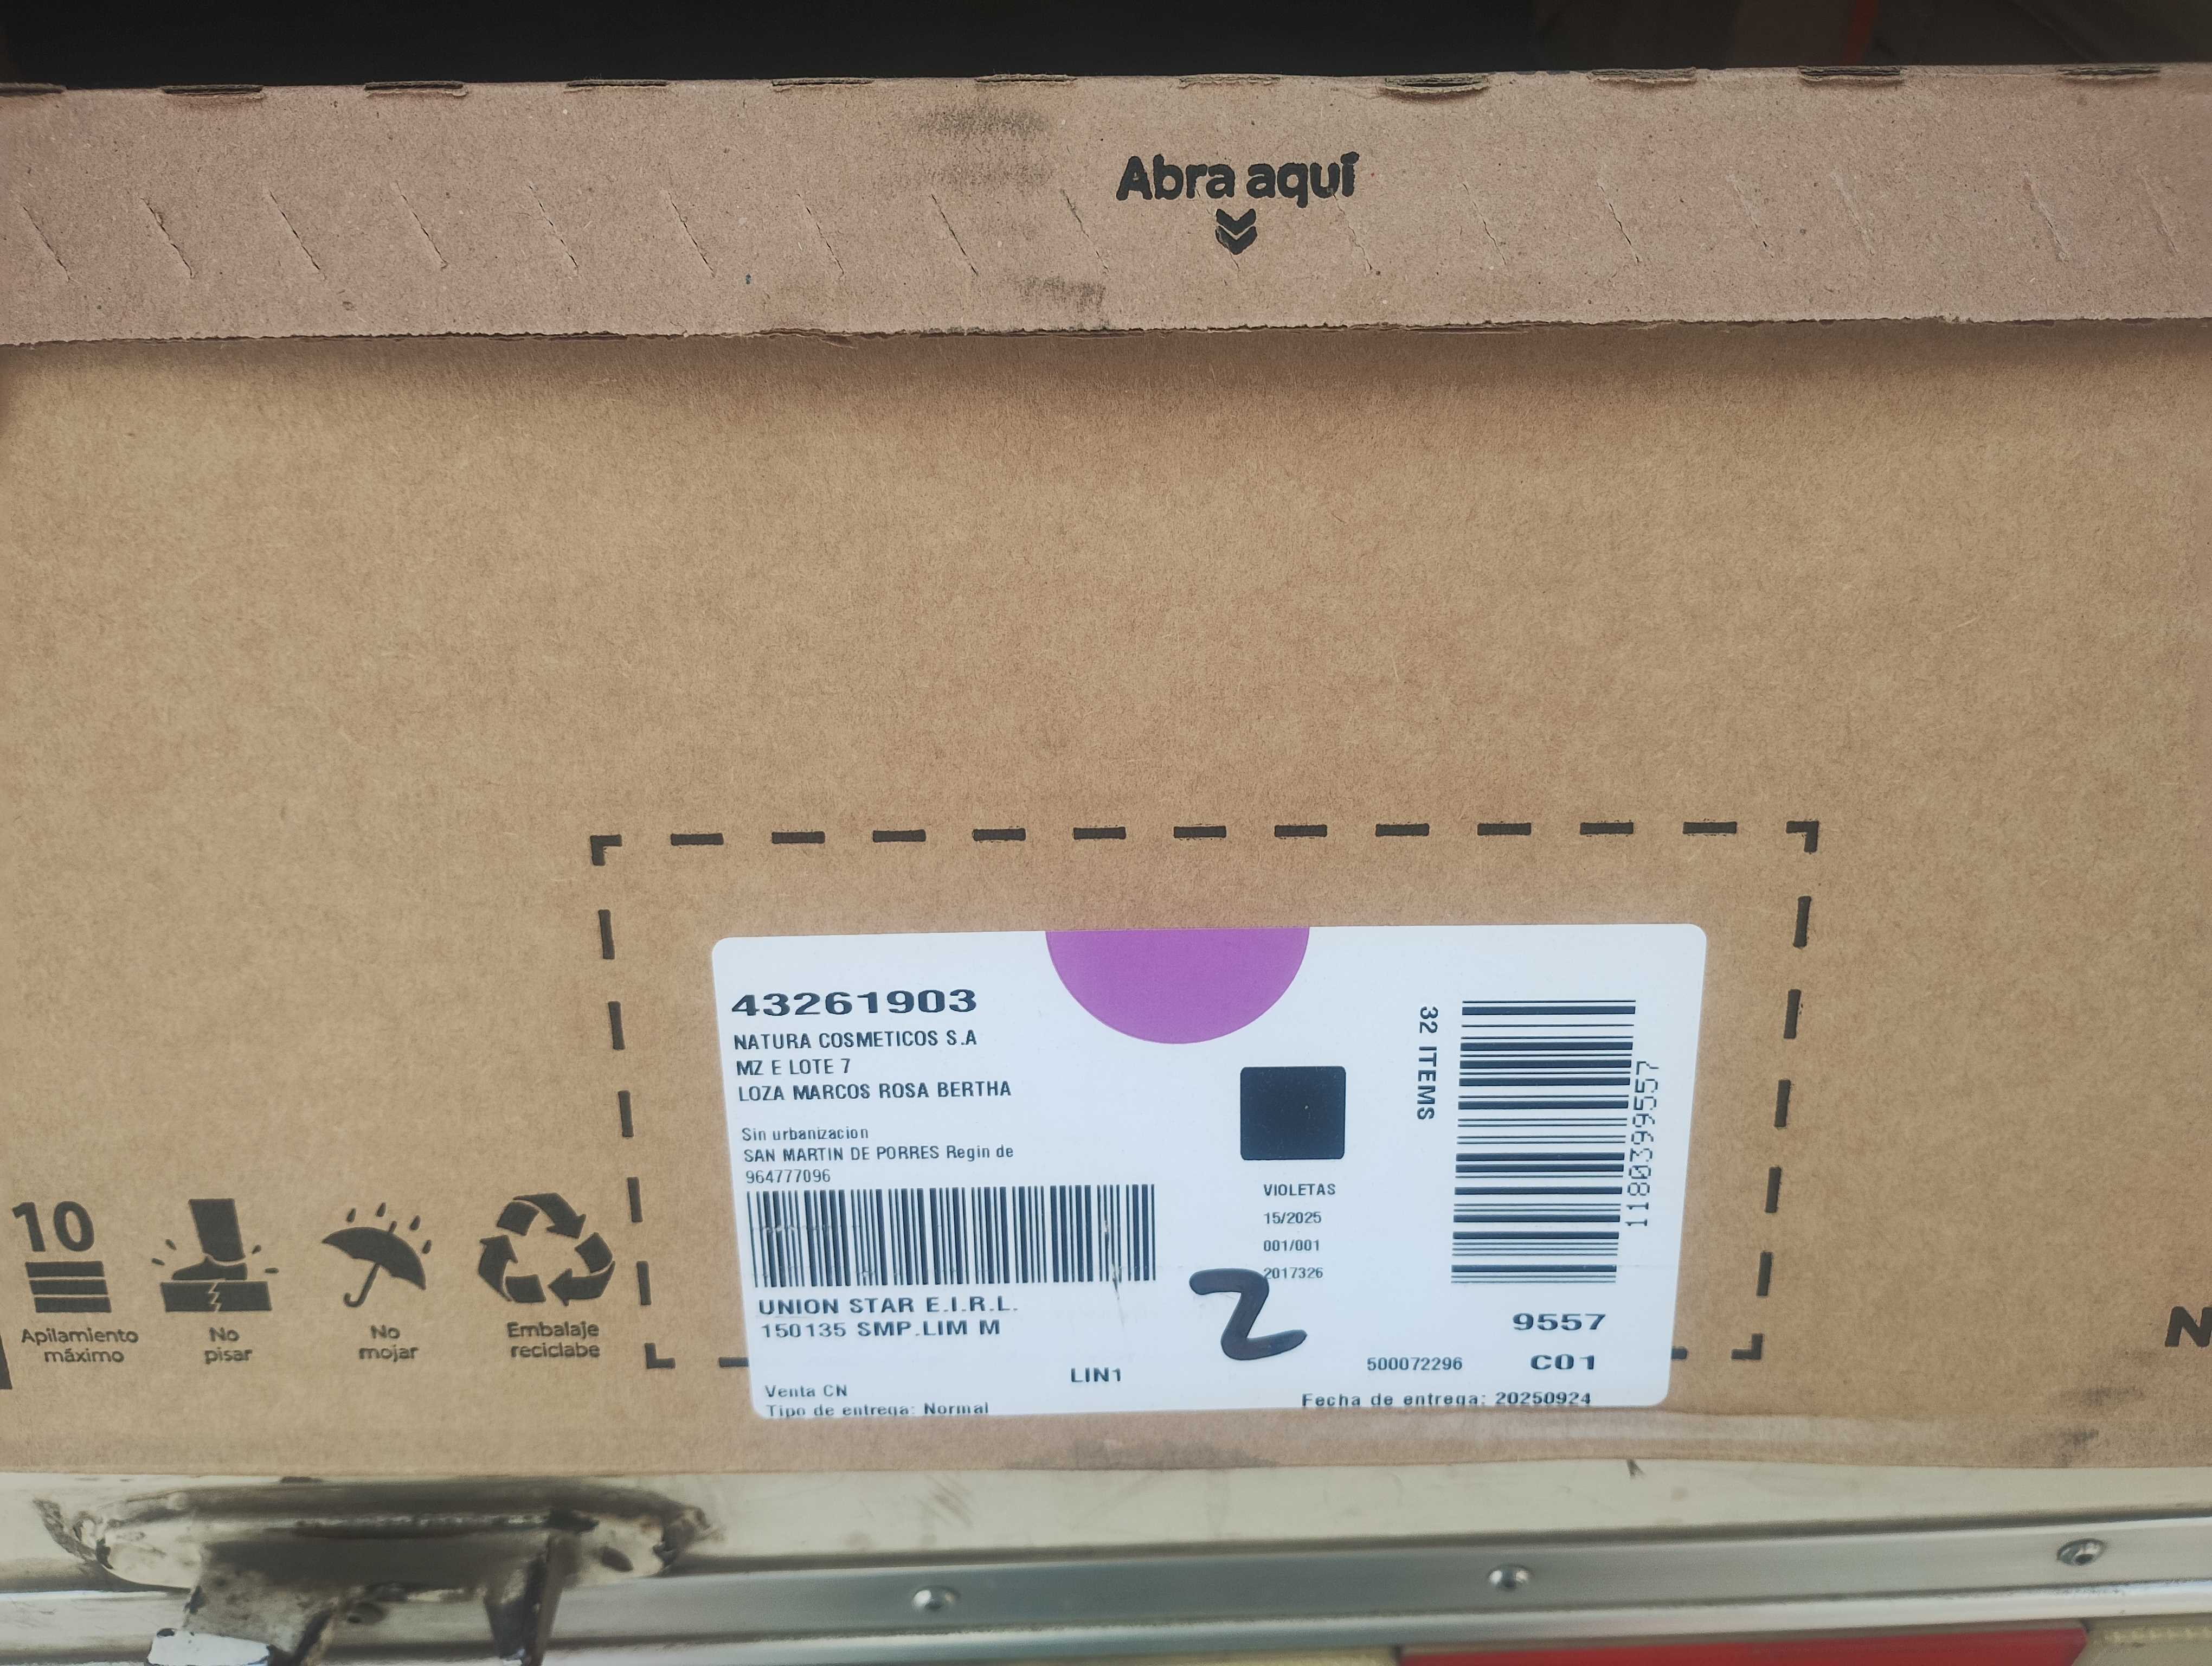 Abra aquí
43261903
NATURA COSMETICOS S.A
MZ E LOTE 7
LOZA MARCOS ROSA BERTHA
Sin urbanizacion
SAN MARTIN DE PORRES Regin de
964777096
UNION STAR E.I.R.L.
150135 SMP.LIM M
LIN1
Venta CN
Tipo de entrega: Normal
VIOLETAS
15/2025
001/001
2017326
2
32 ITEMS
1180399557
9557
500072296 C01
Fecha de entrega: 20250924
10
Apilamiento
máximo
No
pisar
No
mojar
Embalaje
reciclabe
N